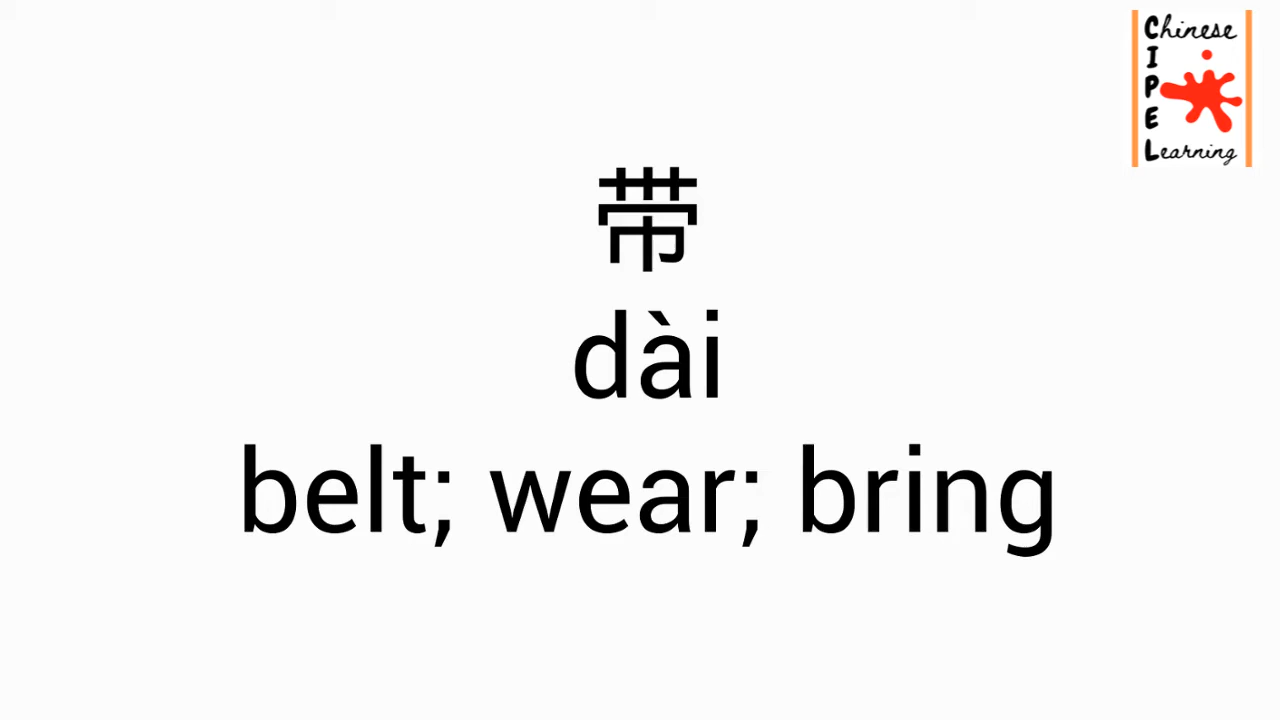 Chinese
I
P
E
Learning
带
dài
belt; wear; bring